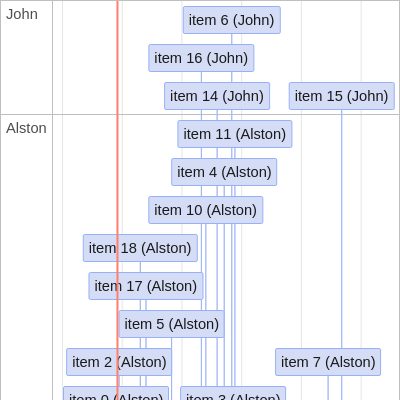 John
item 6 (John)
item 16 (John)
item 14 (John)
item 15 (John)
Alston
item 11 (Alston)
item 4 (Alston)
item 10 (Alston)
item 18 (Alston)
item 17 (Alston)
item 5 (Alston)
item 2 (Alston)
item 7 (Alston)
item 0 (Alston)
item 3 (Alston)